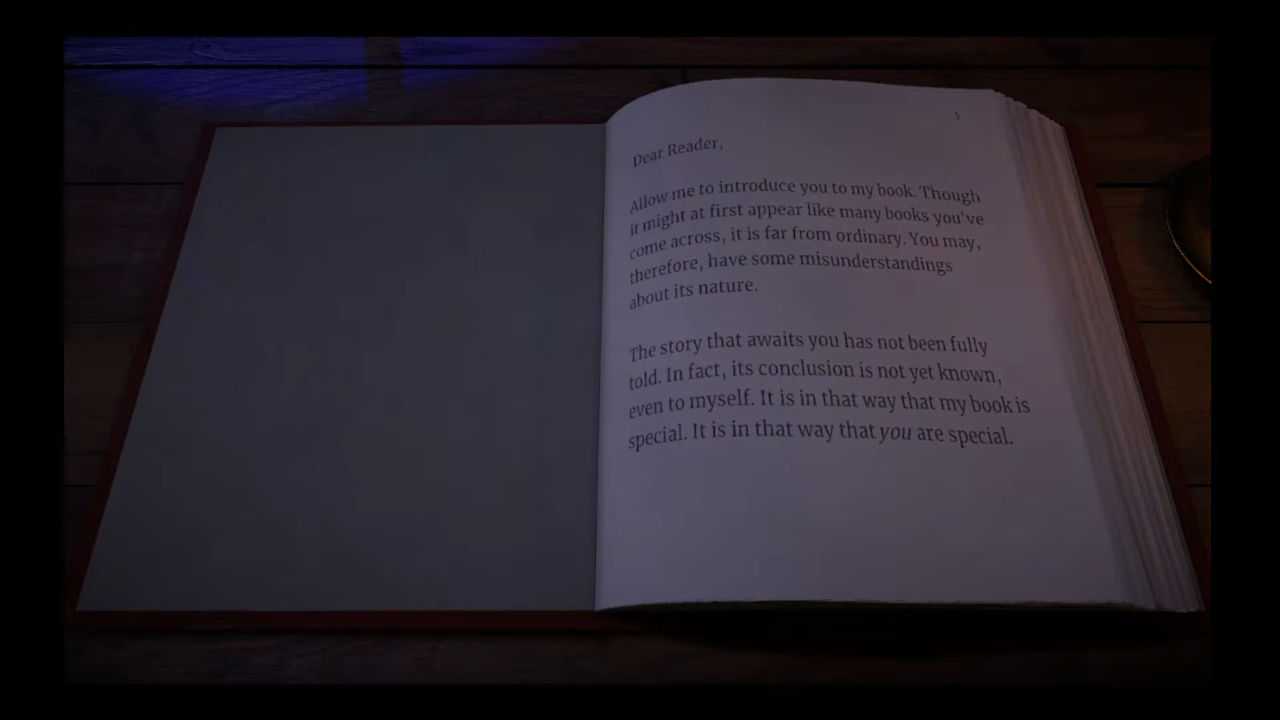 3
Dear Reader,
Allow me to introduce you to my book. Though
it might at first appear like many books you've
come across, it is far from ordinary. You may,
therefore, have some misunderstandings
about its nature.
The story that awaits you has not been fully
told. In fact, its conclusion is not yet known,
even to myself. It is in that way that my book is
special. It is in that way that you are special.